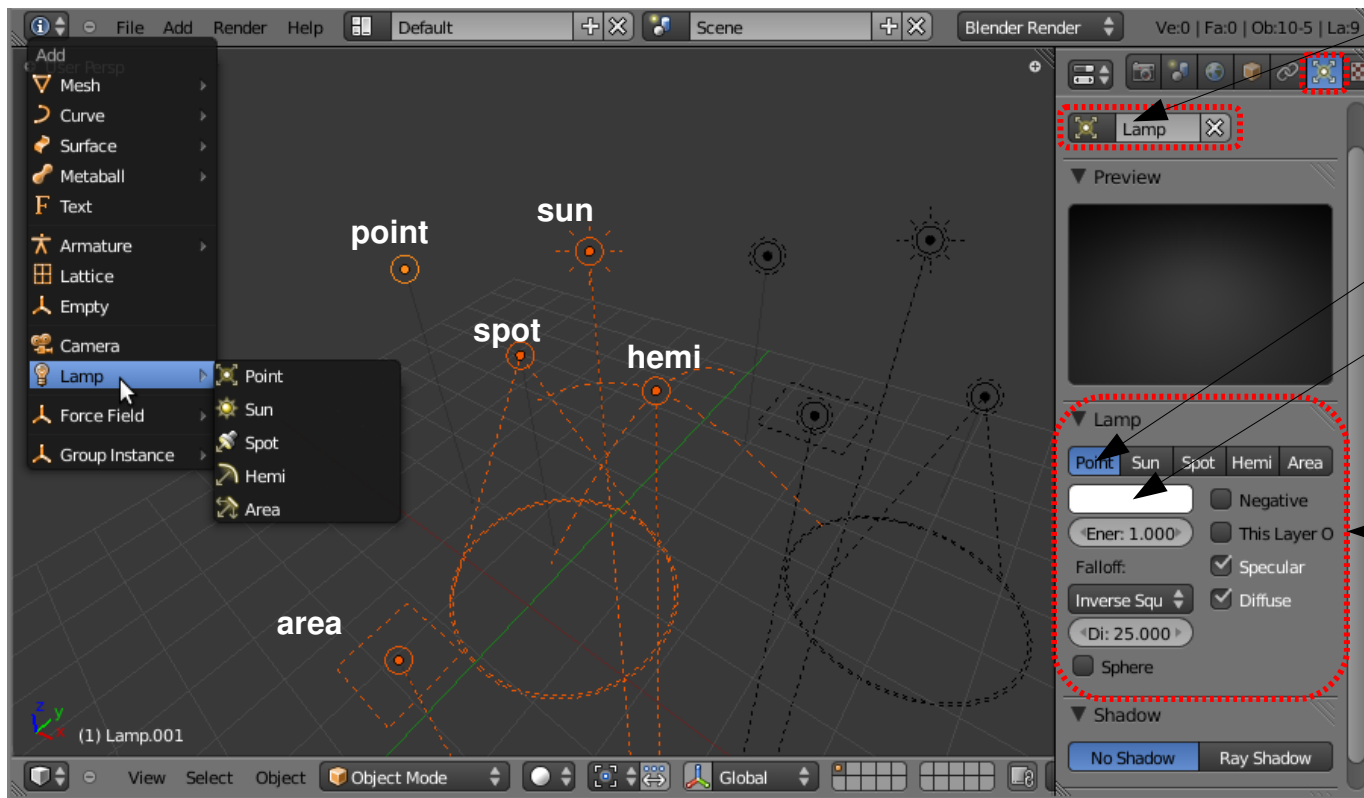 File Add Render Help Default Scene Blender Render Ve:0 | Fa:0 | Ob:10-5 | La:9
Add
User Persp
Mesh
Curve
Surface
Metaball
Text
Armature
Lattice
Empty
Camera
Lamp
Force Field
Group Instance
Point
Sun
Spot
Hemi
Area
point
sun
spot
hemi
area
z
y
x
(1) Lamp.001
View Select Object Object Mode Global
Lamp
Preview
Lamp
Point Sun Spot Hemi Area
Negative
Ener: 1.000 This Layer O
Falloff: Specular
Inverse Squ Diffuse
Di: 25.000
Sphere
Shadow
No Shadow Ray Shadow